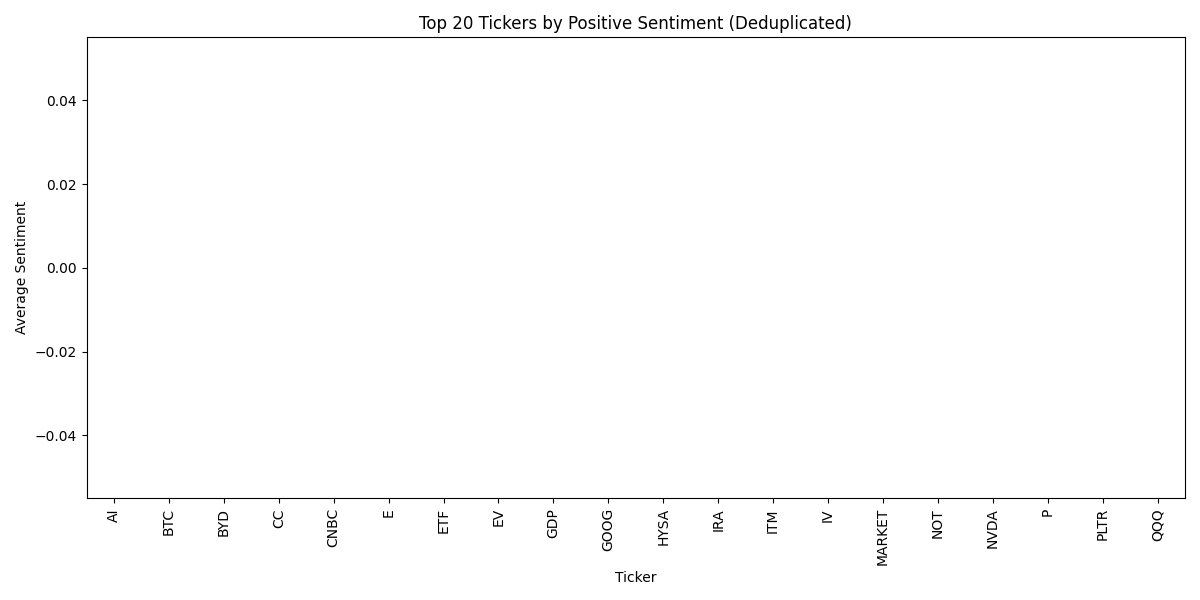 Top 20 Tickers by Positive Sentiment (Deduplicated)
Average Sentiment
0.04
0.02
0.00
−0.02
−0.04
AI
BTC
BYD
CC
CNBC
E
ETF
EV
GDP
GOOG
HYSA
IRA
ITM
IV
MARKET
NOT
NVDA
P
PLTR
QQQ
Ticker